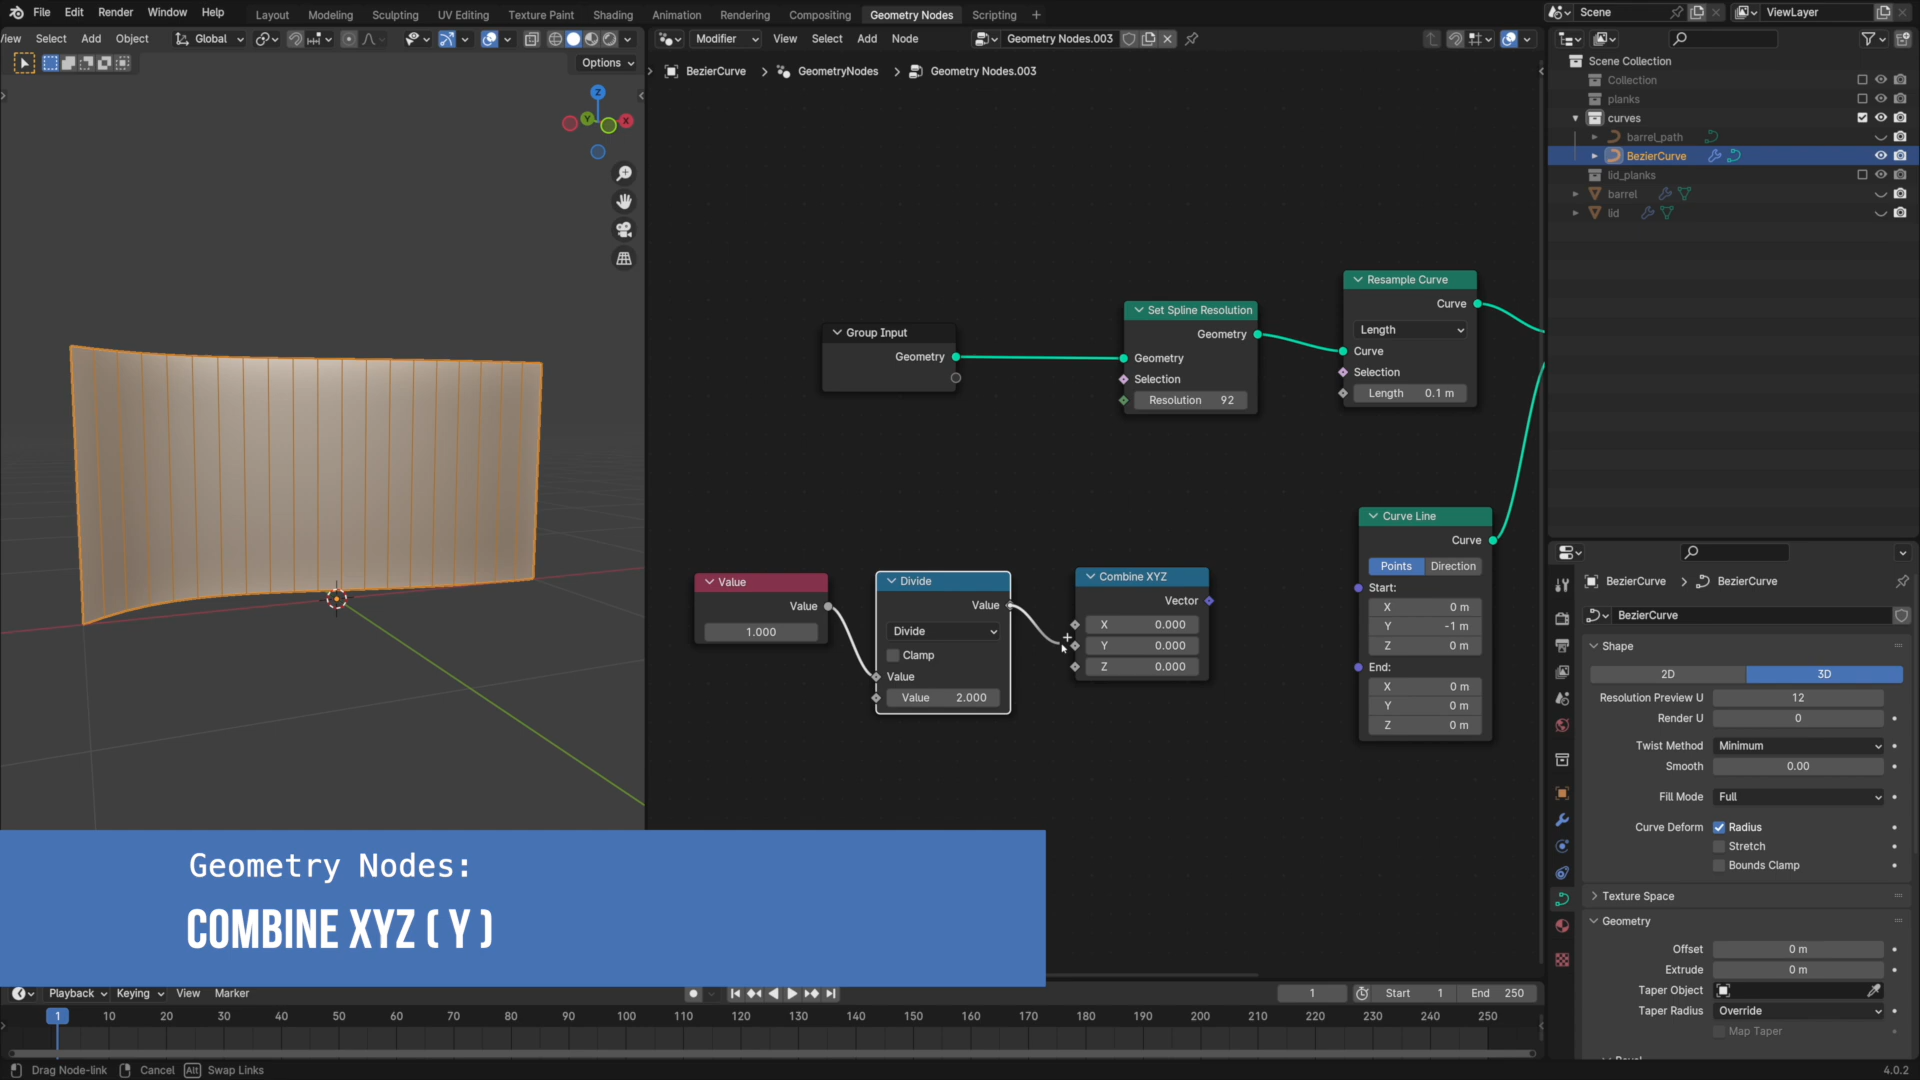 File Edit Render Window Help Layout Modeling Sculpting UV Editing Texture Paint Shading Animation Rendering Compositing Geometry Nodes Scripting + Scene ViewLayer
iew Select Add Object Global Modifier View Select Add Node Geometry Nodes.003
Options BezierCurve GeometryNodes Geometry Nodes.003
Scene Collection
Collection
planks
curves
barrel_path
BezierCurve
lid_planks
barrel
lid
Z
Y
X
Group Input
Geometry
Set Spline Resolution
Geometry
Geometry
Selection
Resolution 92
Resample Curve
Curve
Length
Curve
Selection
Length 0.1 m
Value
Value
1.000
Divide
Value
Divide
Clamp
Value
Value 2.000
Combine XYZ
Vector
X 0.000
Y 0.000
Z 0.000
Curve Line
Curve
Points Direction
Start:
X 0 m
Y -1 m
Z 0 m
End:
X 0 m
Y 0 m
Z 0 m
BezierCurve BezierCurve
BezierCurve
Shape
2D 3D
Resolution Preview U 12
Render U 0
Twist Method Minimum
Smooth 0.00
Fill Mode Full
Curve Deform Radius
Stretch
Bounds Clamp
Texture Space
Geometry
Offset 0 m
Extrude 0 m
Taper Object
Taper Radius Override
Map Taper
Geometry Nodes:
COMBINE XYZ ( Y )
Playback Keying View Marker 1 Start 1 End 250
1 10 20 30 40 50 60 70 80 90 100 110 120 130 140 150 160 170 180 190 200 210 220 230 240 250
Drag Node-link Cancel Alt Swap Links 4.0.2